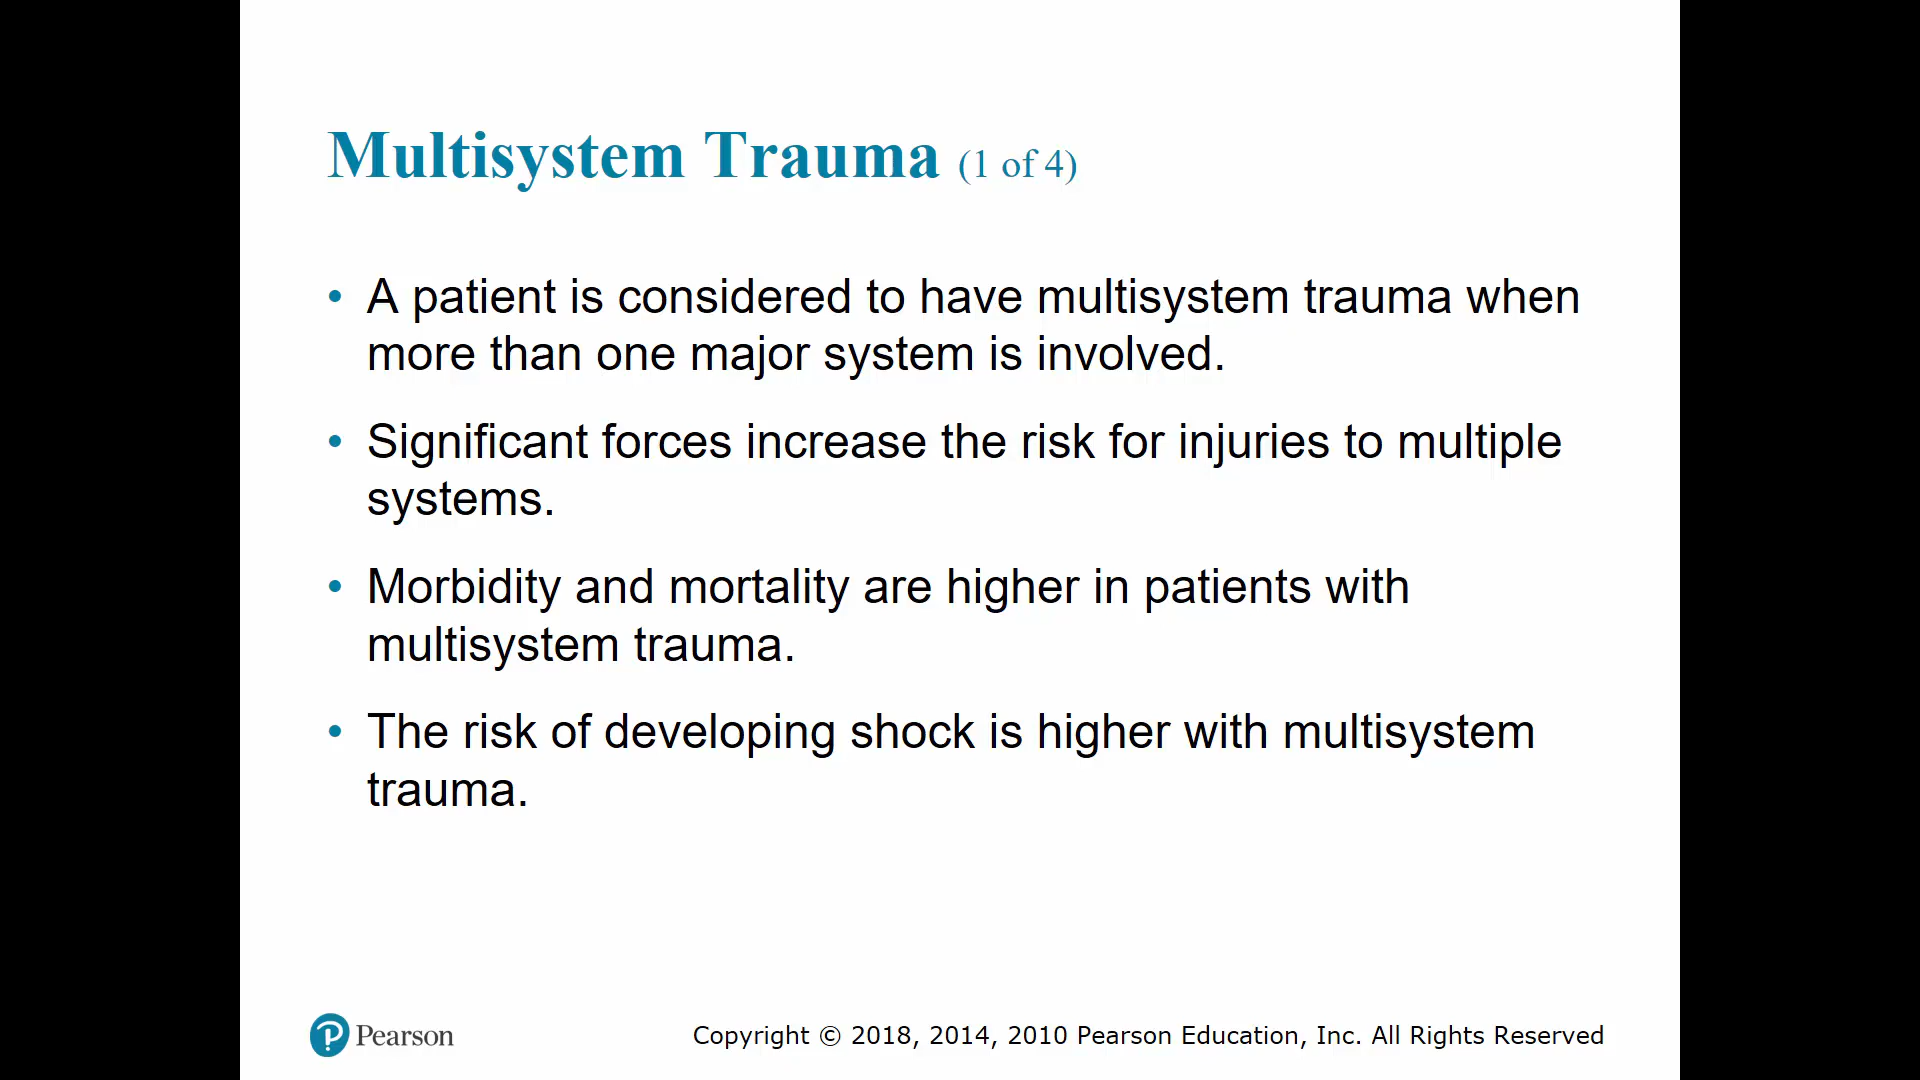 Multisystem Trauma (1 of 4)
• A patient is considered to have multisystem trauma when
more than one major system is involved.
• Significant forces increase the risk for injuries to multiple
systems.
• Morbidity and mortality are higher in patients with
multisystem trauma.
• The risk of developing shock is higher with multisystem
trauma.
Pearson
Copyright © 2018, 2014, 2010 Pearson Education, Inc. All Rights Reserved